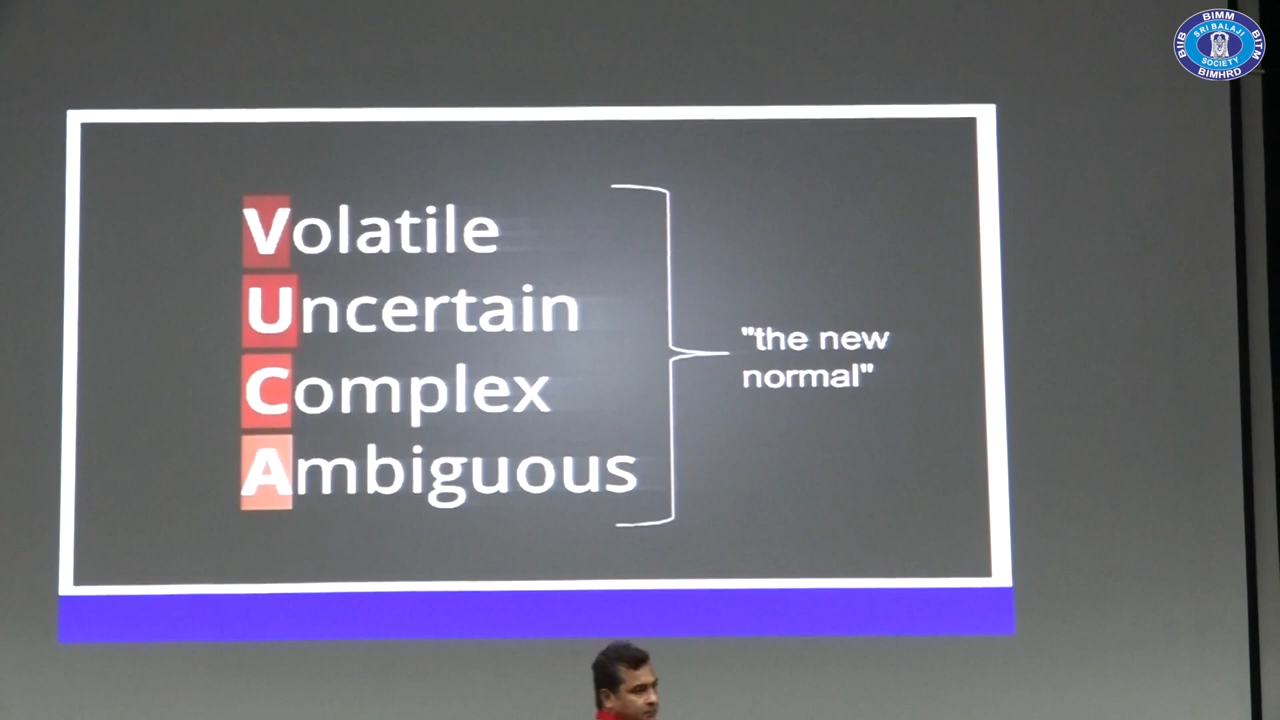 BIMM
BIIB
SRI BALAJI
BITM
SOCIETY
BIMHRD
Volatile
Uncertain
Complex
Ambiguous
"the new
normal"